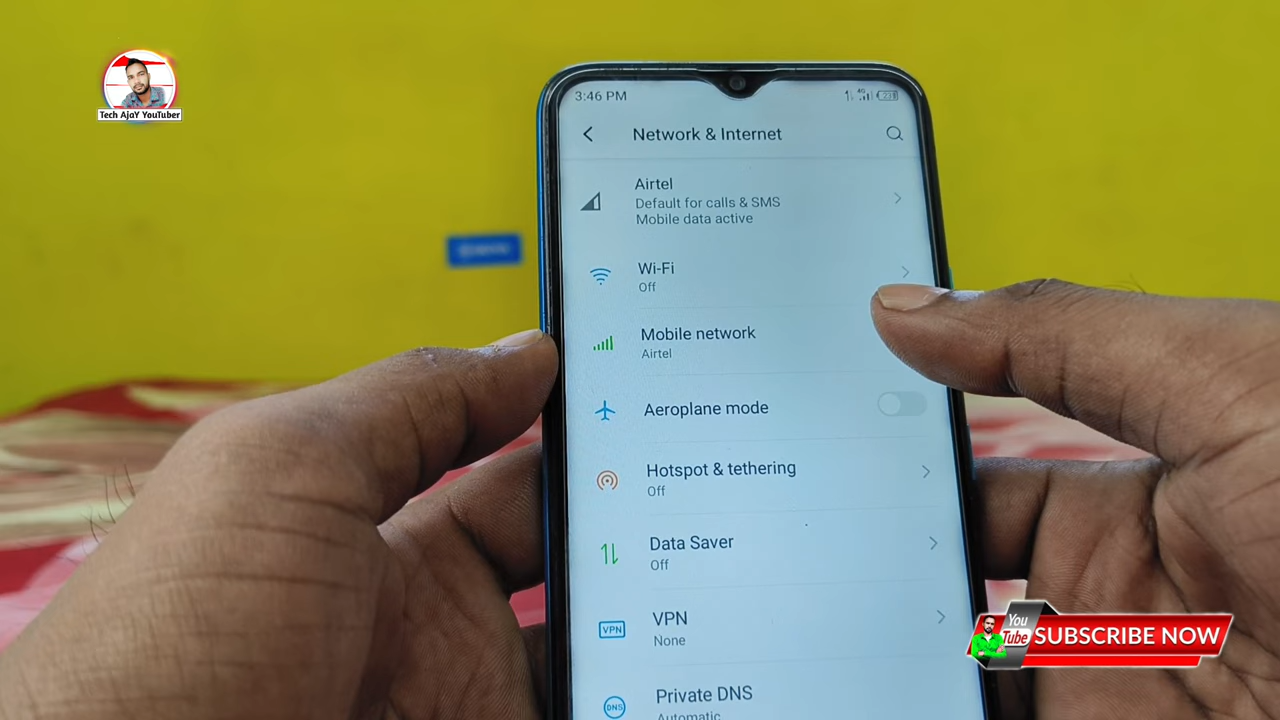 Tech AjaY YouTuber
3:46 PM
4G
23
Network & Internet
Airtel
Default for calls & SMS
Mobile data active
Wi-Fi
Off
Mobile network
Airtel
Aeroplane mode
Hotspot & tethering
Off
Data Saver
Off
VPN
VPN
None
DNS
Private DNS
Automatic
You
Tube
SUBSCRIBE NOW